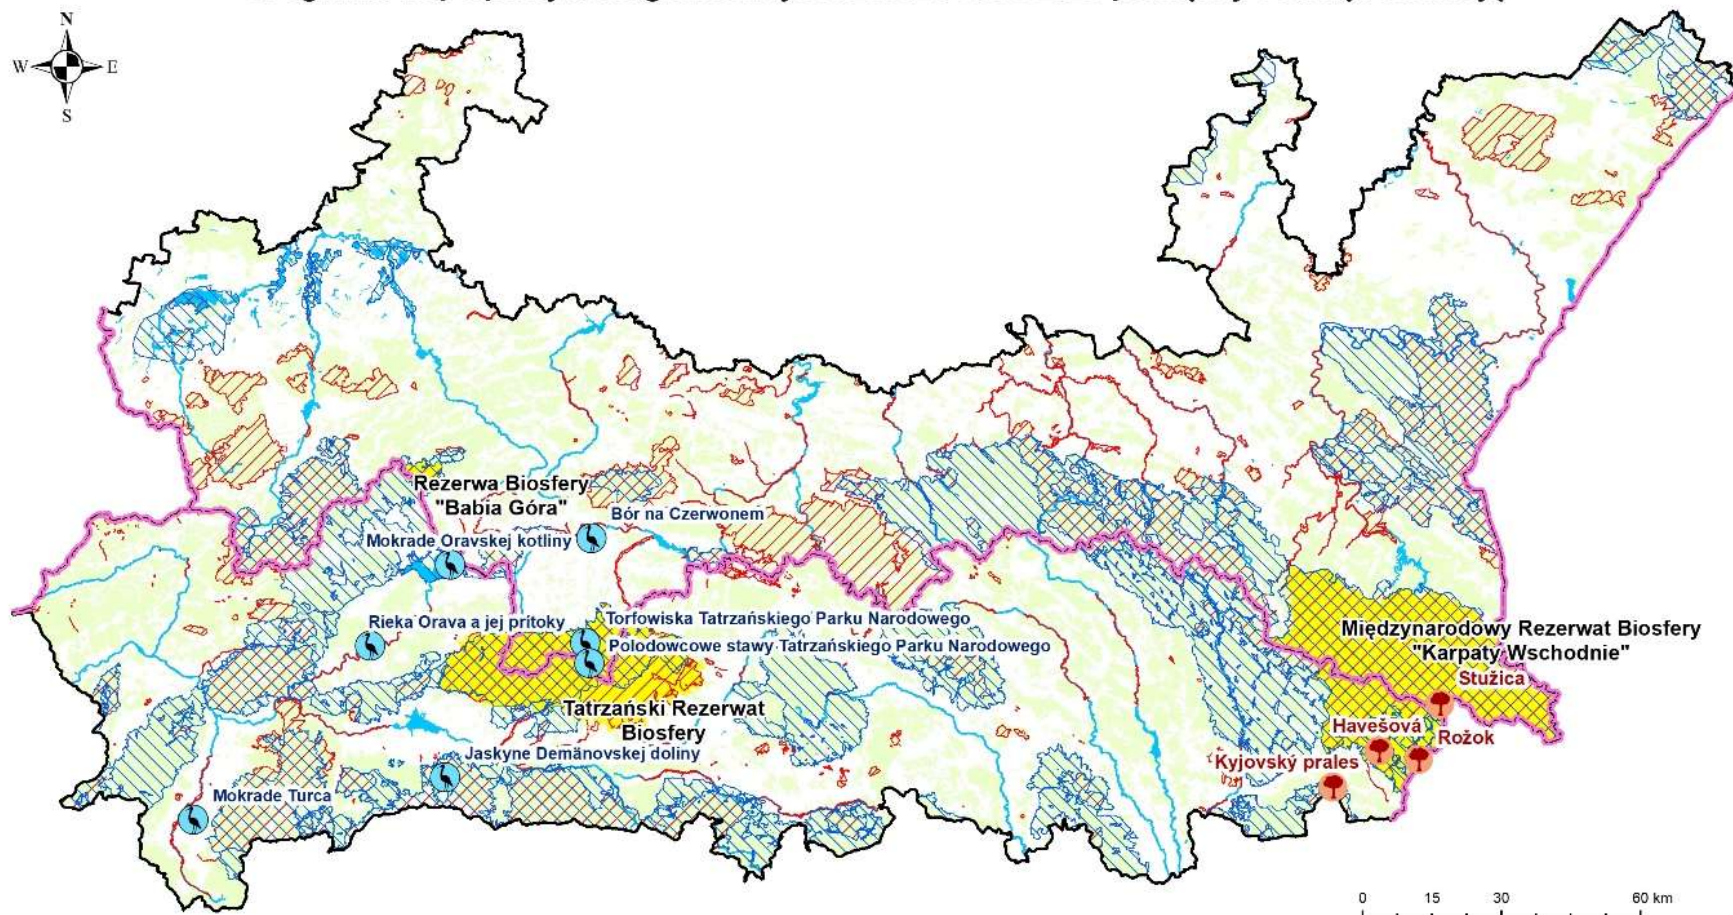 N
W E
S
Rezerwa Biosfery
"Babia Góra"
Bór na Czerwonem
Mokrade Oravskej kotliny
Rieka Orava a jej pritoky
Torfowiska Tatrzańskiego Parku Narodowego
Polodowcowe stawy Tatrzańskiego Parku Narodowego
Międzynarodowy Rezerwat Biosfery
"Karpaty Wschodnie"
Stužica
Tatrzański Rezerwat
Biosfery
Havešová
Rožok
Jaskyne Demänovskej doliny
Kyjovský prales
Mokrade Turca
0 15 30 60 km